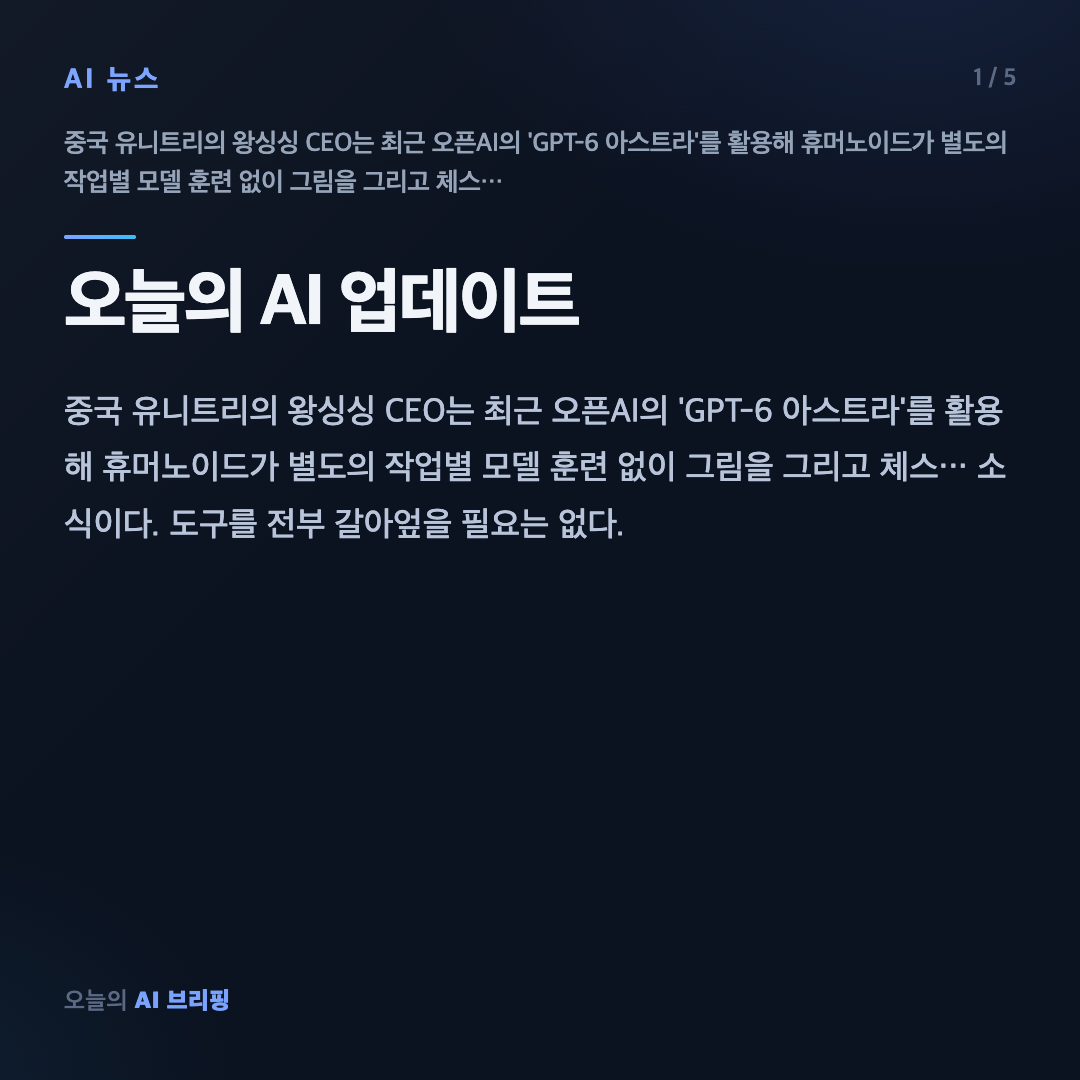 AI 뉴스
1 / 5
중국 유니트리의 왕싱싱 CEO는 최근 오픈AI의 'GPT-6 아스트라'를 활용해 휴머노이드가 별도의
작업별 모델 훈련 없이 그림을 그리고 체스…
오늘의 AI 업데이트
중국 유니트리의 왕싱싱 CEO는 최근 오픈AI의 'GPT-6 아스트라'를 활용
해 휴머노이드가 별도의 작업별 모델 훈련 없이 그림을 그리고 체스… 소
식이다. 도구를 전부 갈아엎을 필요는 없다.
오늘의 AI 브리핑